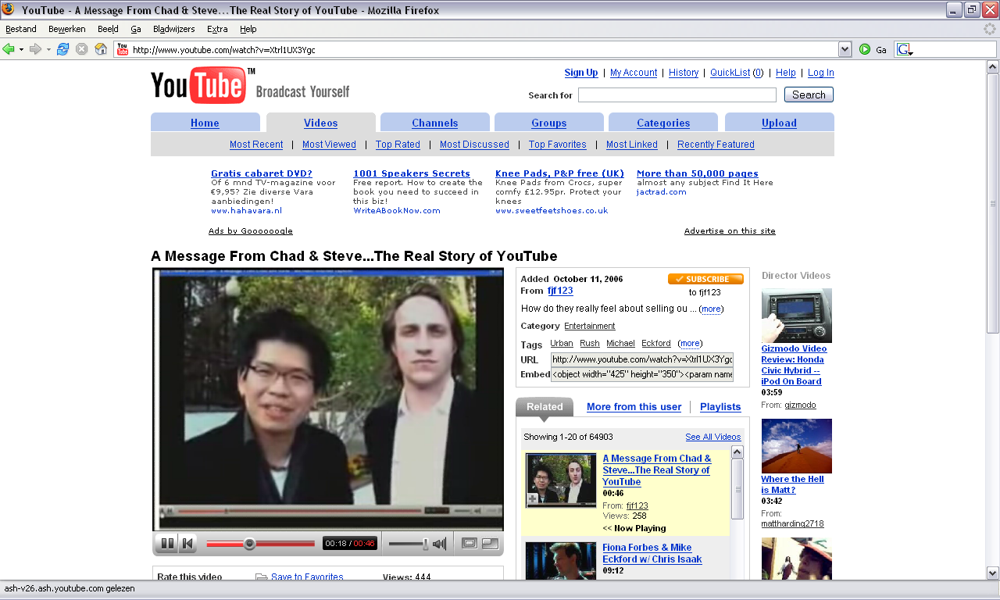 YouTube - A Message From Chad & Steve...The Real Story of YouTube - Mozilla Firefox
Bestand Bewerken Beeld Ga Bladwijzers Extra Help
http://www.youtube.com/watch?v=Xtrl1UX3Ygc Ga
YouTube™ Broadcast Yourself
Sign Up | My Account | History | QuickList (0) | Help | Log In
Search for Search
Home Videos Channels Groups Categories Upload
Most Recent | Most Viewed | Top Rated | Most Discussed | Top Favorites | Most Linked | Recently Featured
Gratis cabaret DVD?
Of 6 mnd TV-magazine voor
€9,95? Zie diverse Vara
aanbiedingen!
www.hahavara.nl
1001 Speakers Secrets
Free report. How to create the
book you need to succeed in
this biz!
WriteABookNow.com
Knee Pads, P&P free (UK)
Knee Pads from Crocs, super
comfy £12.95pr. Protect your
knees
www.sweetfeetshoes.co.uk
More than 50,000 pages
almost any subject Find It Here
jactrad.com
Ads by Goooooogle
Advertise on this site
A Message From Chad & Steve...The Real Story of YouTube
00:18 / 00:46
Rate this video Save to Favorites Views: 444
Added October 11, 2006
From fjf123
SUBSCRIBE
to fjf123
How do they really feel about selling ou ... (more)
Category Entertainment
Tags Urban Rush Michael Eckford (more)
URL http://www.youtube.com/watch?v=Xtrl1UX3Ygc
Embed <object width="425" height="350"><param name
Related More from this user | Playlists
Showing 1-20 of 64903 See All Videos
A Message From Chad &
Steve...The Real Story of
YouTube
00:46
From: fjf123
Views: 258
<< Now Playing
Fiona Forbes & Mike
Eckford w/ Chris Isaak
09:12
Director Videos
Gizmodo Video
Review: Honda
Civic Hybrid --
iPod On Board
03:59
From: gizmodo
Where the Hell
is Matt?
03:42
From:
mattharding2718
ash-v26.ash.youtube.com gelezen